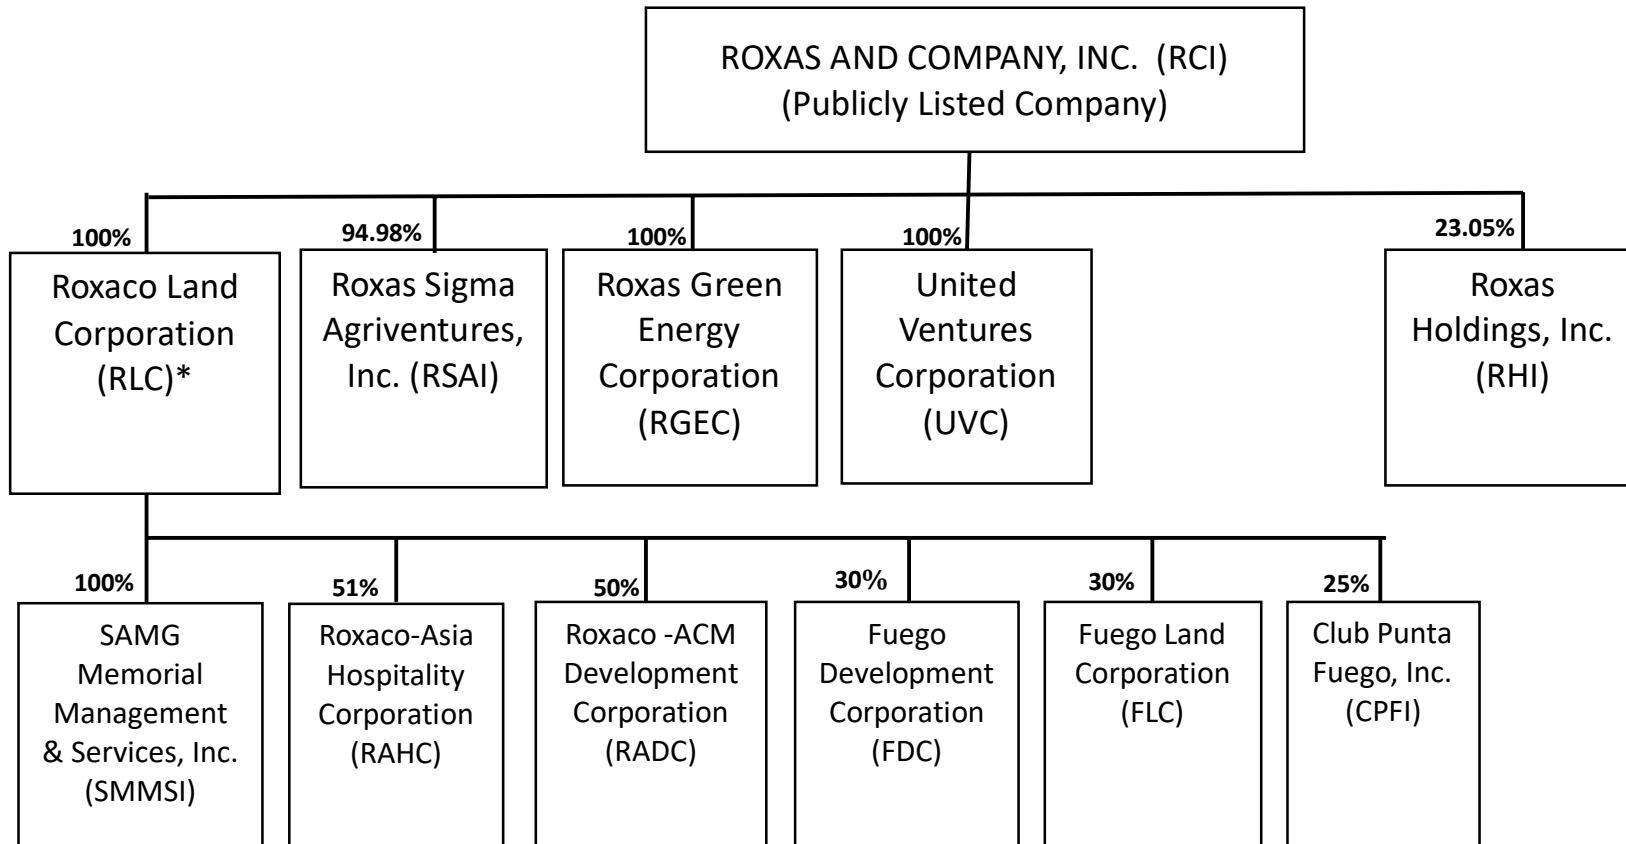 ROXAS AND COMPANY, INC. (RCI)
(Publicly Listed Company)
100%
94.98%
100%
100%
23.05%
Roxaco Land
Corporation
(RLC)*
Roxas Sigma
Agriventures,
Inc. (RSAI)
Roxas Green
Energy
Corporation
(RGEC)
United
Ventures
Corporation
(UVC)
Roxas
Holdings, Inc.
(RHI)
100%
51%
50%
30%
30%
25%
SAMG
Memorial
Management
& Services, Inc.
(SMMSI)
Roxaco-Asia
Hospitality
Corporation
(RAHC)
Roxaco -ACM
Development
Corporation
(RADC)
Fuego
Development
Corporation
(FDC)
Fuego Land
Corporation
(FLC)
Club Punta
Fuego, Inc.
(CPFI)